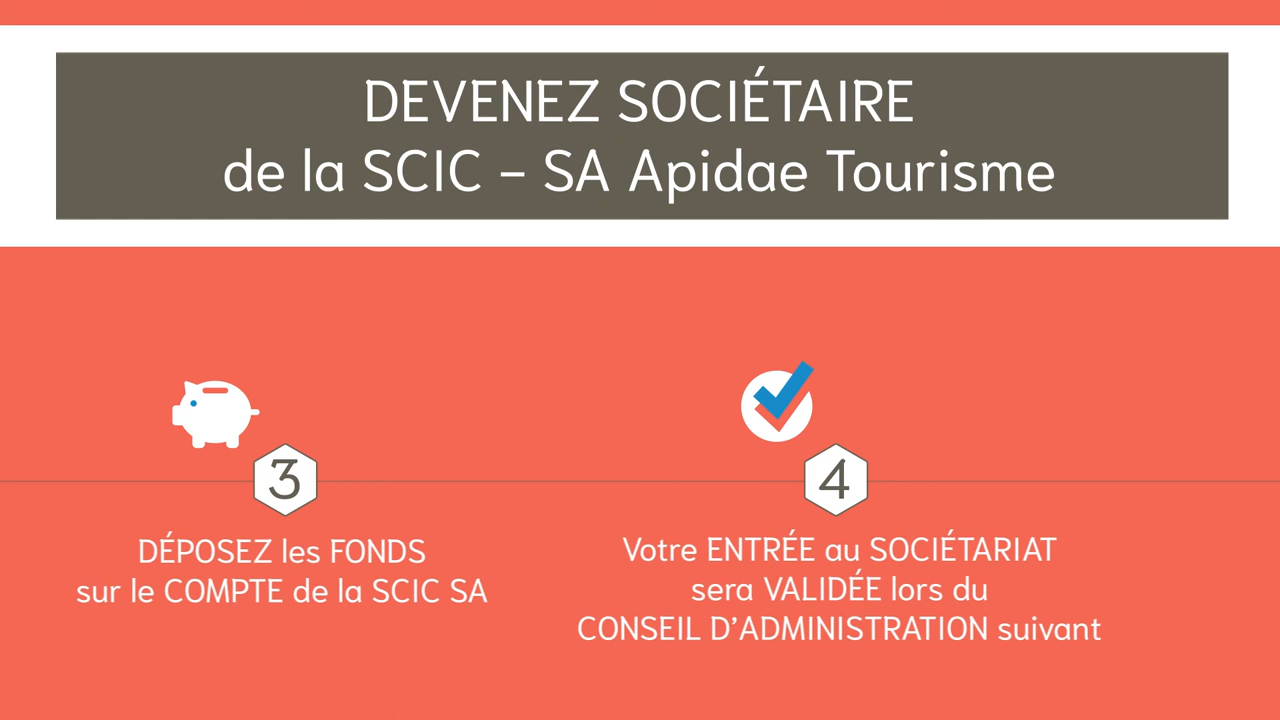 DEVENEZ SOCIÉTAIRE
de la SCIC – SA Apidae Tourisme
3
DÉPOSEZ les FONDS
sur le COMPTE de la SCIC SA
4
Votre ENTRÉE au SOCIÉTARIAT
sera VALIDÉE lors du
CONSEIL D’ADMINISTRATION suivant